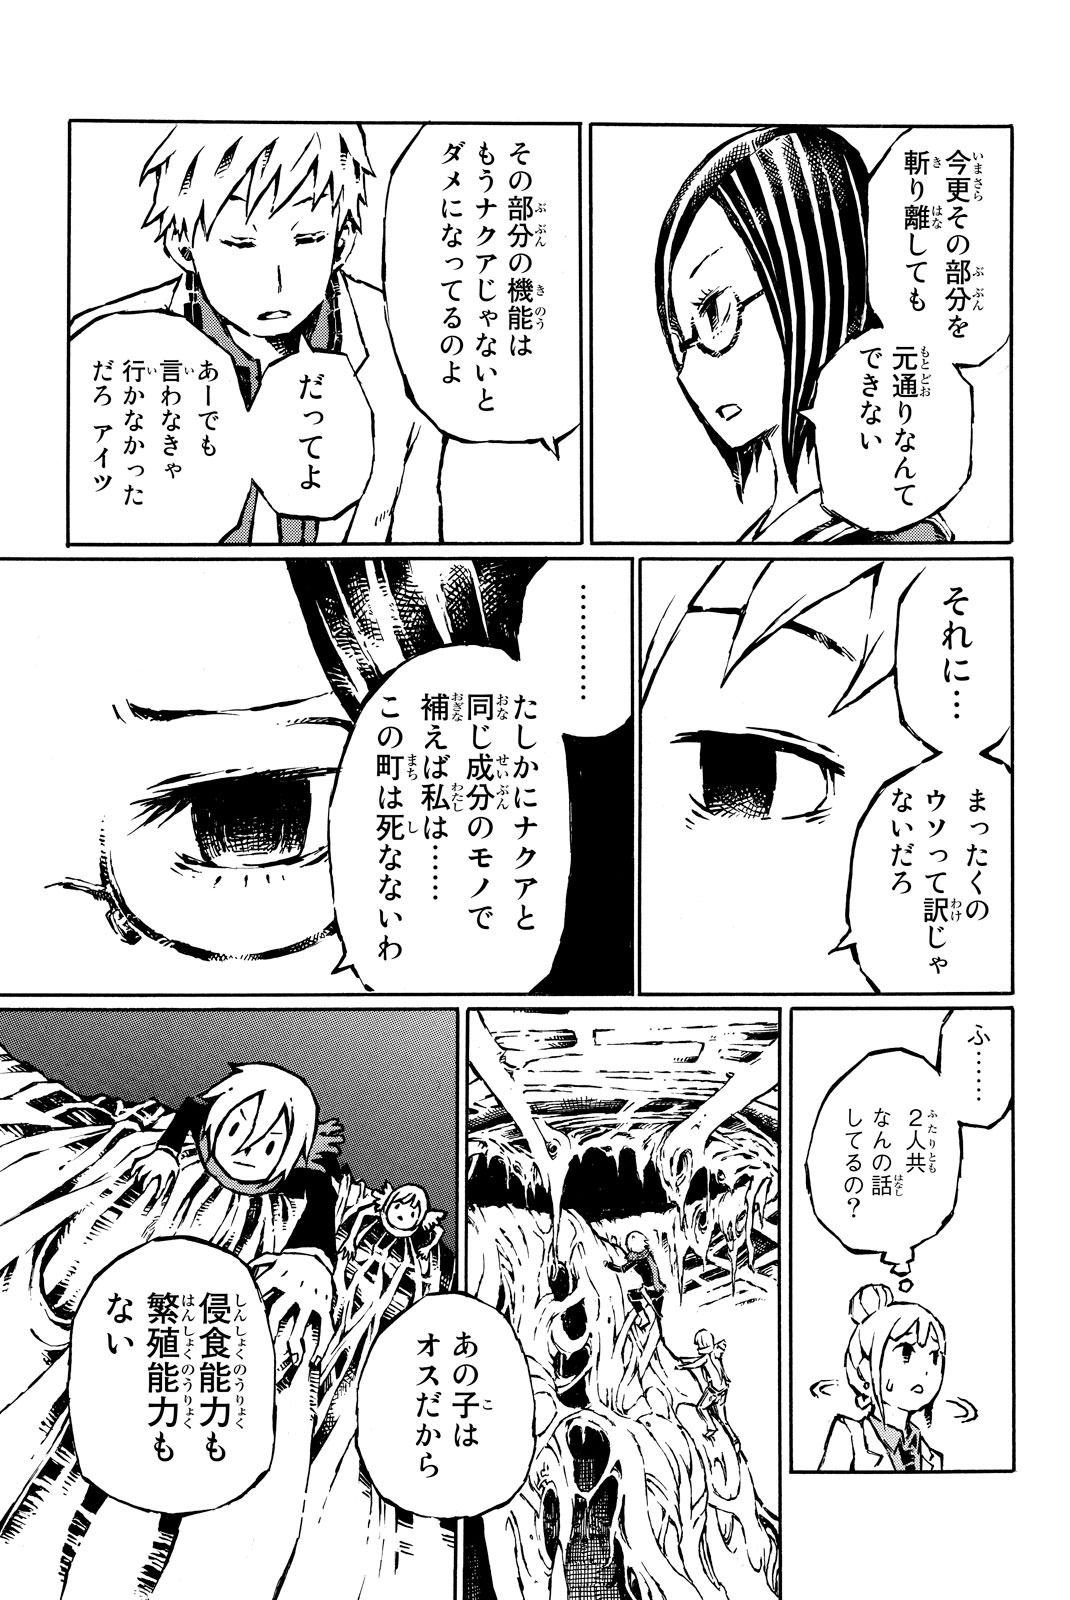 今更その部分を
斬り離しても
元通りなんて
できない
その部分の機能は
もうナクアじゃないと
ダメになってるのよ
だってよ
あーでも
言わなきゃ
行かなかった
だろ アイツ
それに…
まったくの
ウソって訳じゃ
ないだろ
…………
たしかにナクアと
同じ成分のモノで
補えば私は……
この町は死なないわ
ふ……
2人共
なんの話
してるの?
あの子は
オスだから
侵食能力も
繁殖能力も
ない